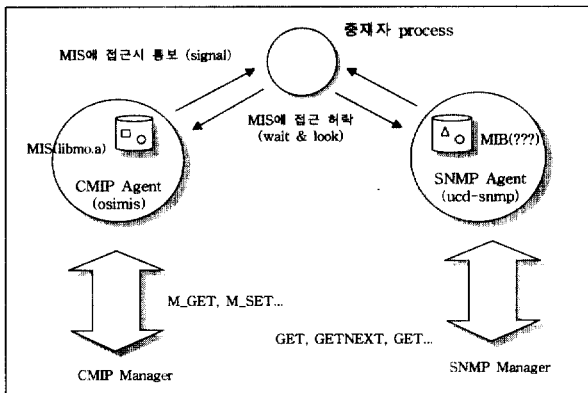 중재자 process
MIS에 접근시 통보 (signal)
MIS에 접근 허락
(wait & look)
MIS(libmo.a)
CMIP Agent
(osimis)
MIB(???)
SNMP Agent
(ucd-snmp)
M_GET, M_SET...
GET, GETNEXT, GET...
CMIP Manager
SNMP Manager